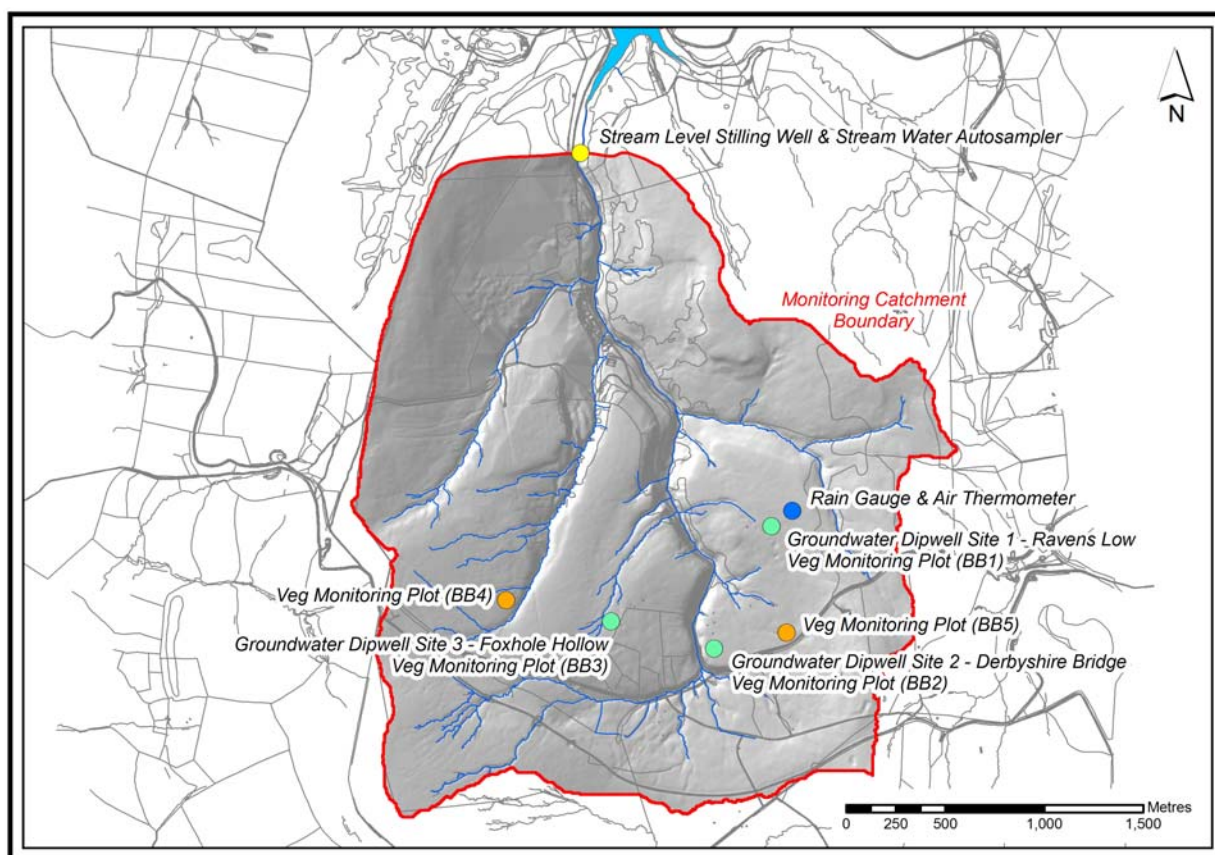 N
Stream Level Stilling Well & Stream Water Autosampler
Monitoring Catchment
Boundary
Rain Gauge & Air Thermometer
Groundwater Dipwell Site 1 - Ravens Low
Veg Monitoring Plot (BB1)
Veg Monitoring Plot (BB4)
Veg Monitoring Plot (BB5)
Groundwater Dipwell Site 3 - Foxhole Hollow
Veg Monitoring Plot (BB3)
Groundwater Dipwell Site 2 - Derbyshire Bridge
Veg Monitoring Plot (BB2)
Metres
0 250 500 1,000 1,500